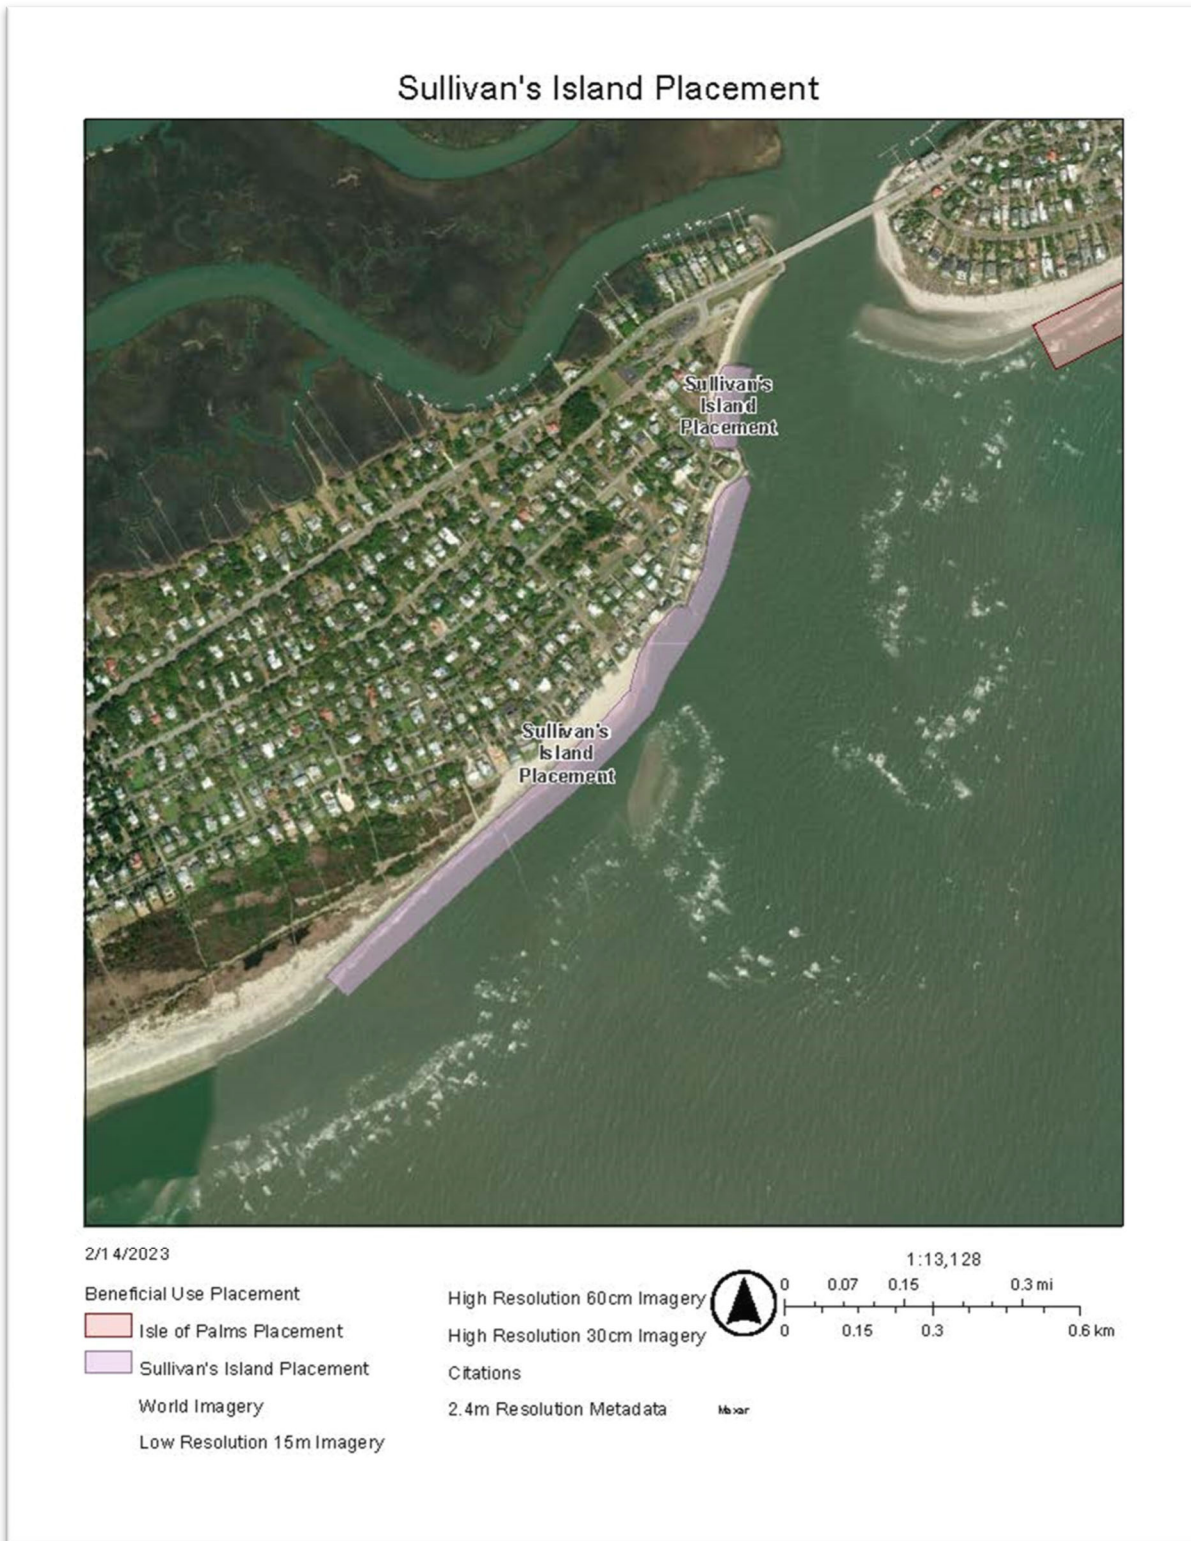 Sullivan's Island Placement
Sullivan's
Island
Placement
Sullivan's
Island
Placement
2/14/2023
Beneficial Use Placement
Isle of Palms Placement
Sullivan's Island Placement
World Imagery
Low Resolution 15m Imagery
High Resolution 60cm Imagery
High Resolution 30cm Imagery
Citations
2.4m Resolution Metadata
1:13,128
0 0.07 0.15 0.3 mi
0 0.15 0.3 0.6 km
Maxar